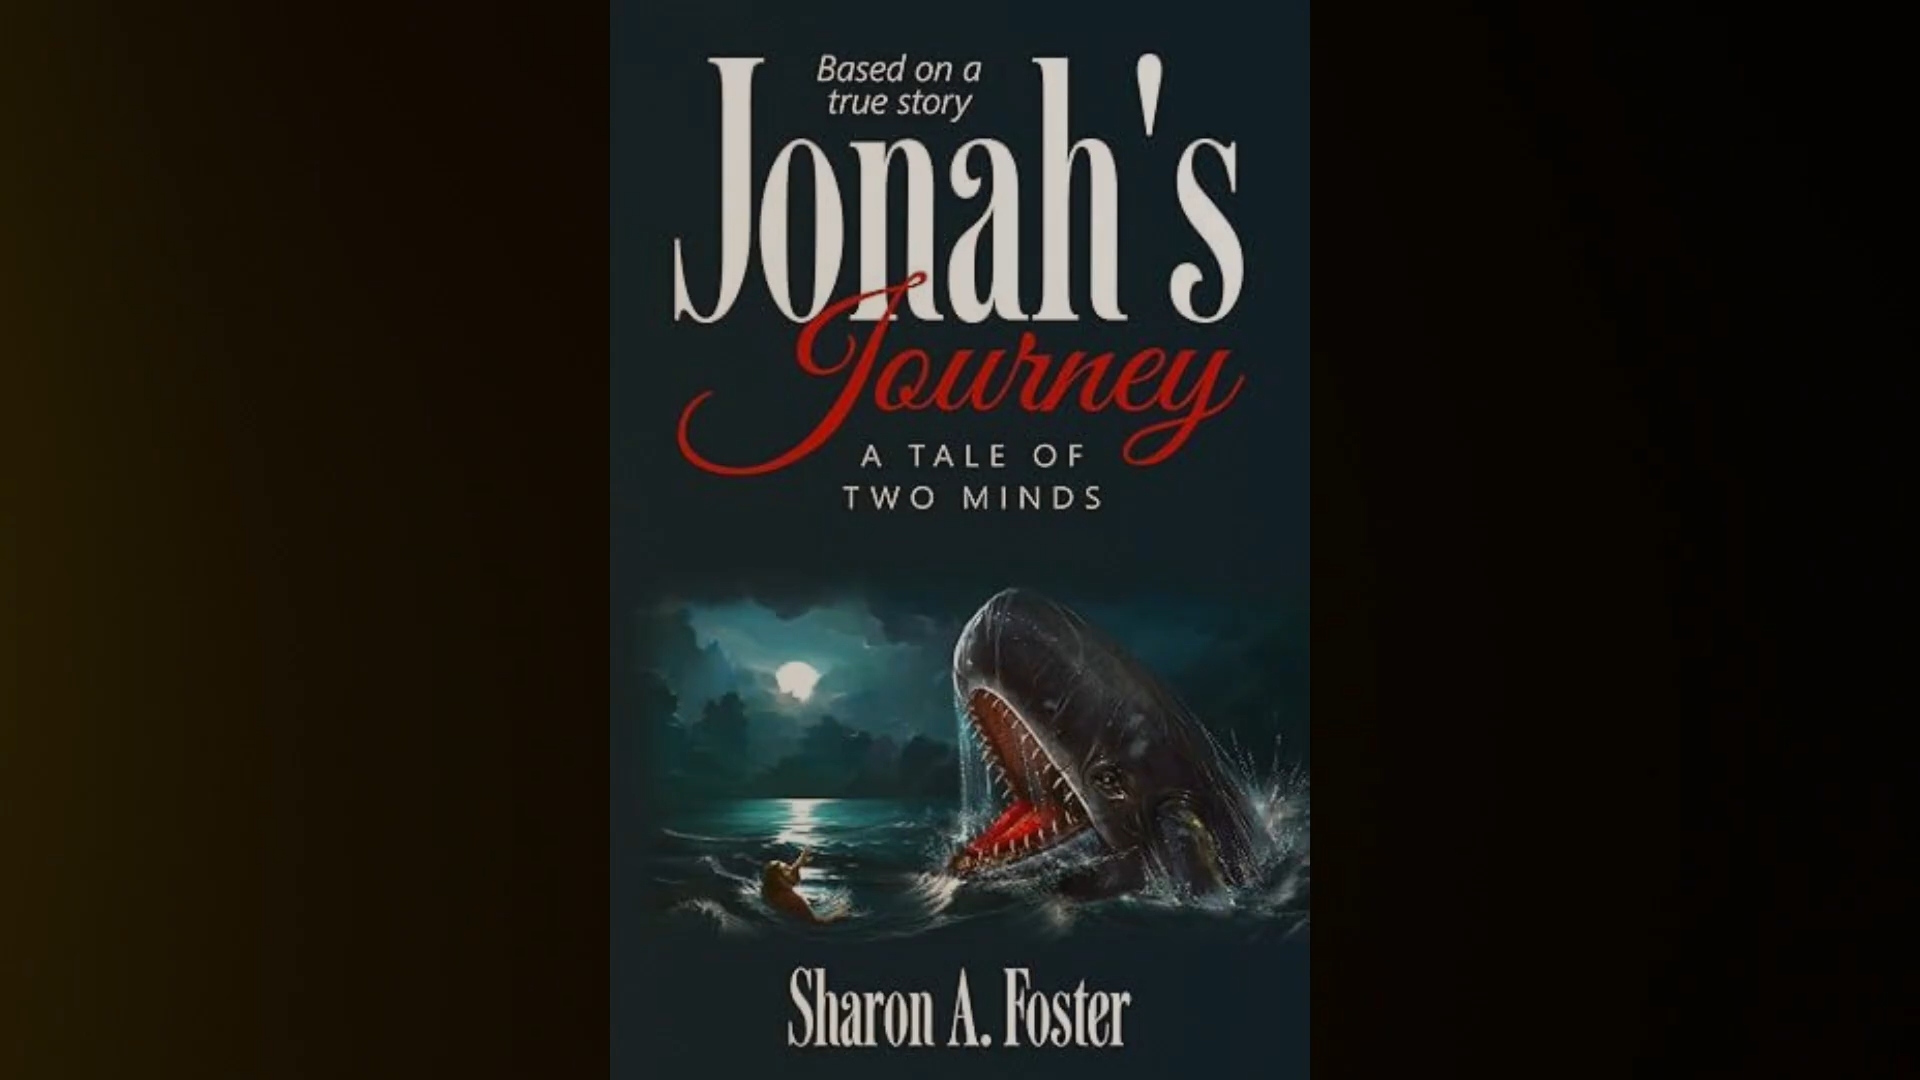 Based on a
true story
Jonah's
Journey
A TALE OF
TWO MINDS
Sharon A. Foster